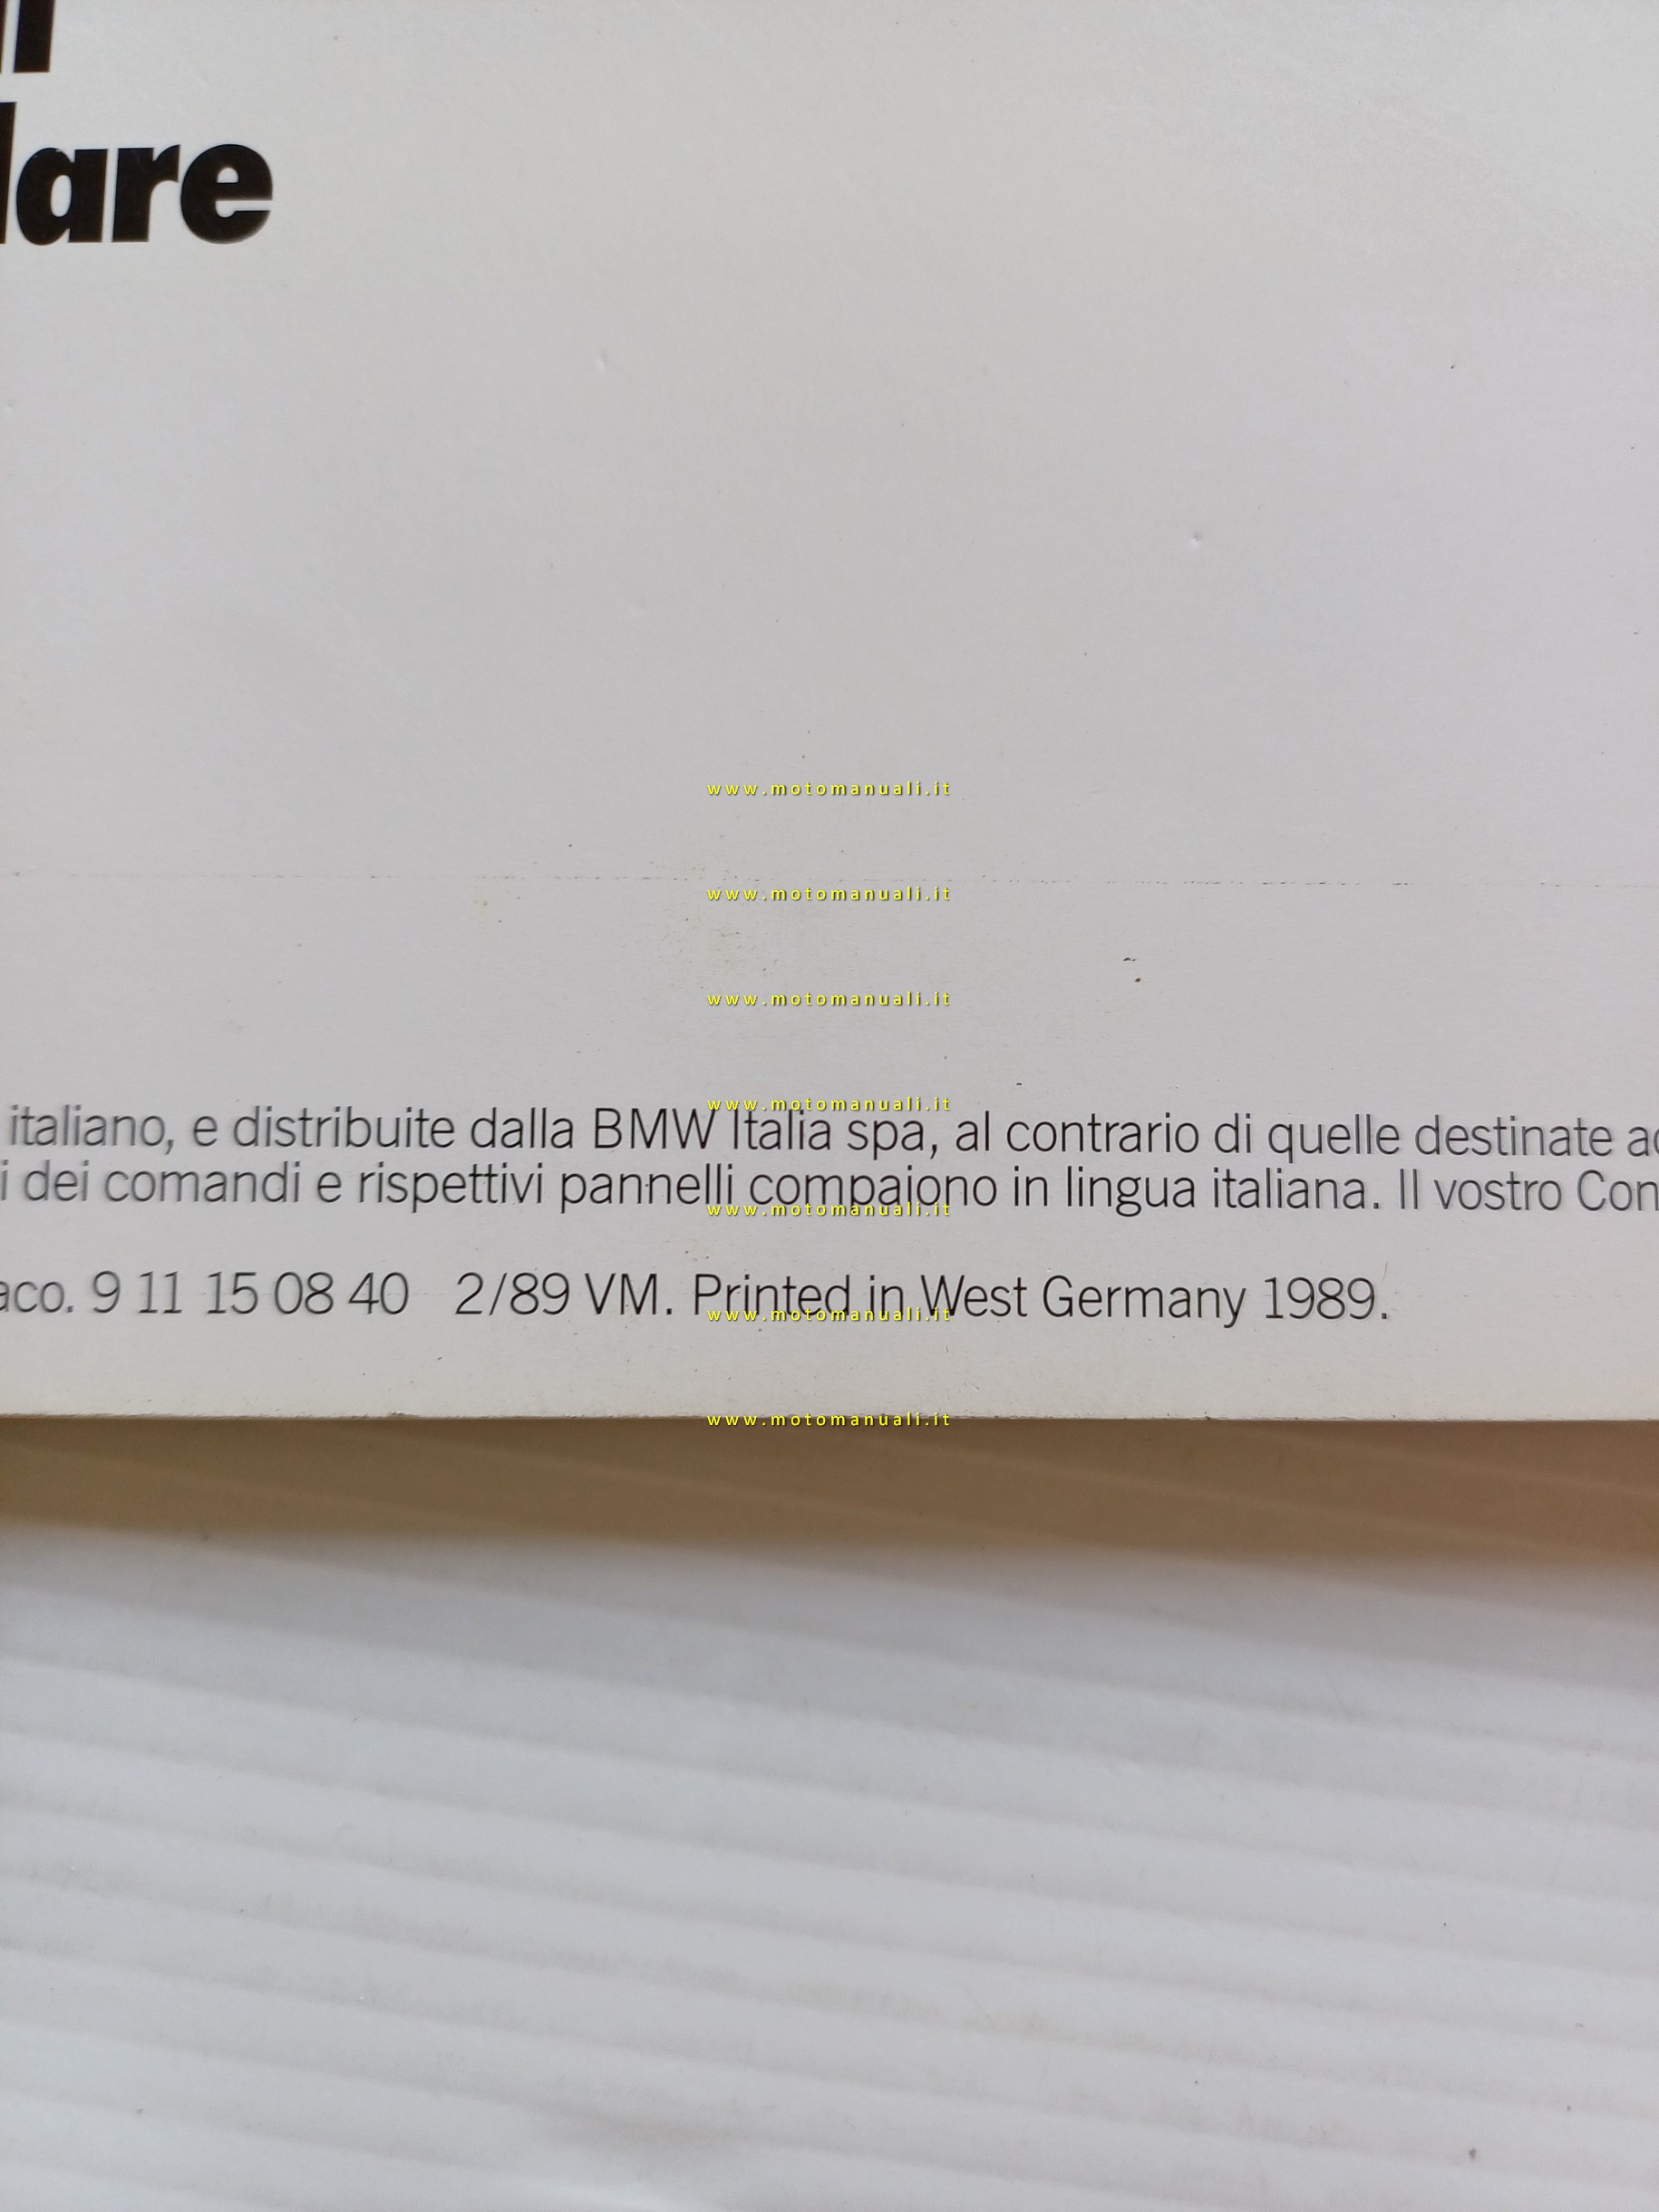 lare
www.motomanuali.it
www.motomanuali.it
www.motomanuali.it
www.motomanuali.it
italiano, e distribuite dalla BMW Italia spa, al contrario di quelle destinate
i dei comandi e rispettivi pannelli compaiono in lingua italiana. Il vostro Con
www.motomanuali.it
aco. 9 11 15 08 40 2/89 VM. Printed in West Germany 1989.
www.motomanuali.it
www.motomanuali.it